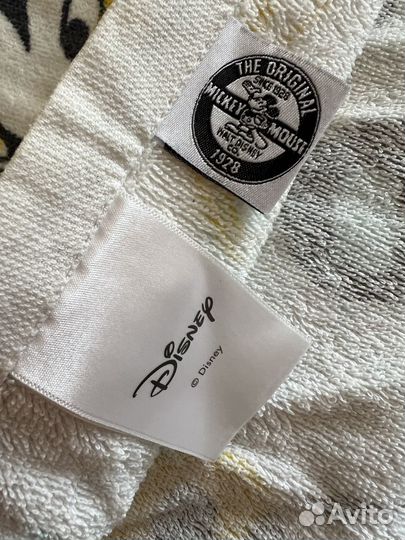 THE ORIGINAL
SINCE 1928
MICKEY MOUSE
WALT DISNEY
CO.
1928
Disney
© Disney
Avito